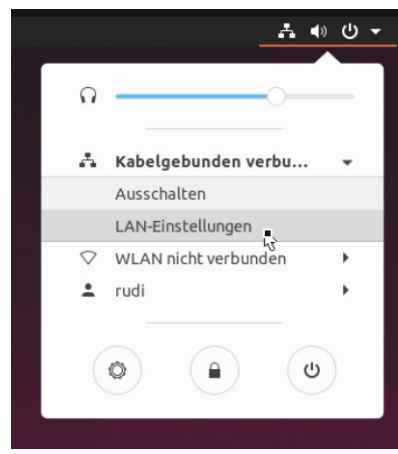 Kabelgebunden verbu...
Ausschalten
LAN-Einstellungen
WLAN nicht verbunden
rudi